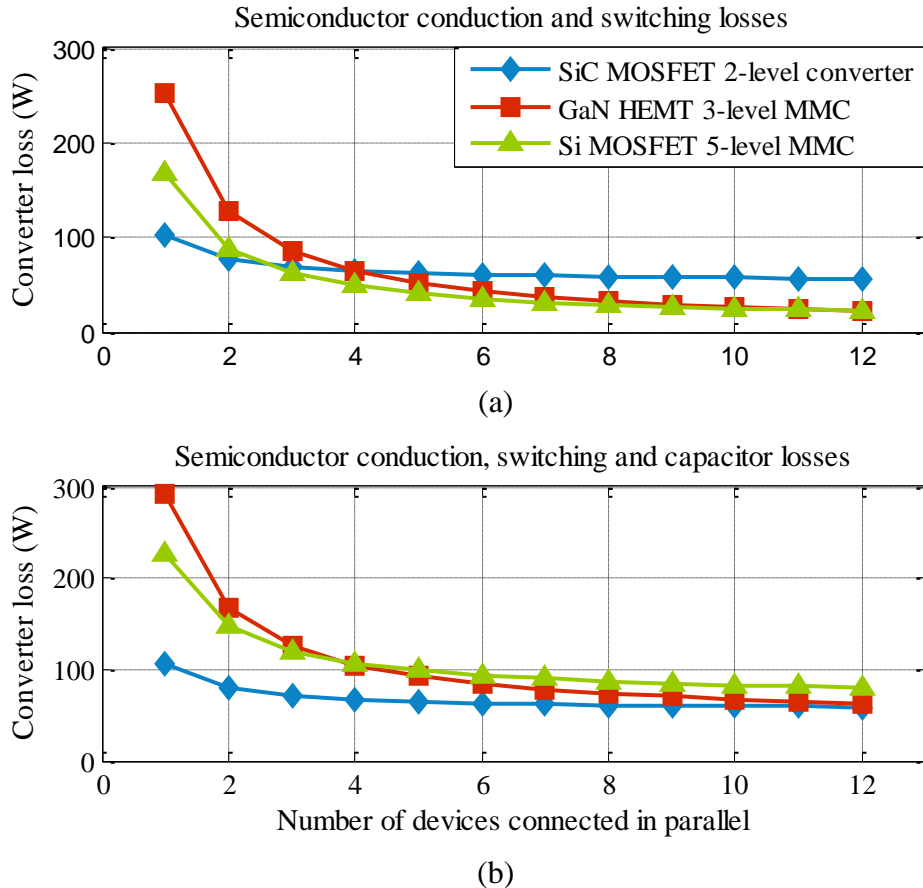 Semiconductor conduction and switching losses
Converter loss (W)
300
200
100
0
SiC MOSFET 2-level converter
GaN HEMT 3-level MMC
Si MOSFET 5-level MMC
0 2 4 6 8 10 12
(a)
Semiconductor conduction, switching and capacitor losses
Converter loss (W)
300
200
100
0
0 2 4 6 8 10 12
Number of devices connected in parallel
(b)